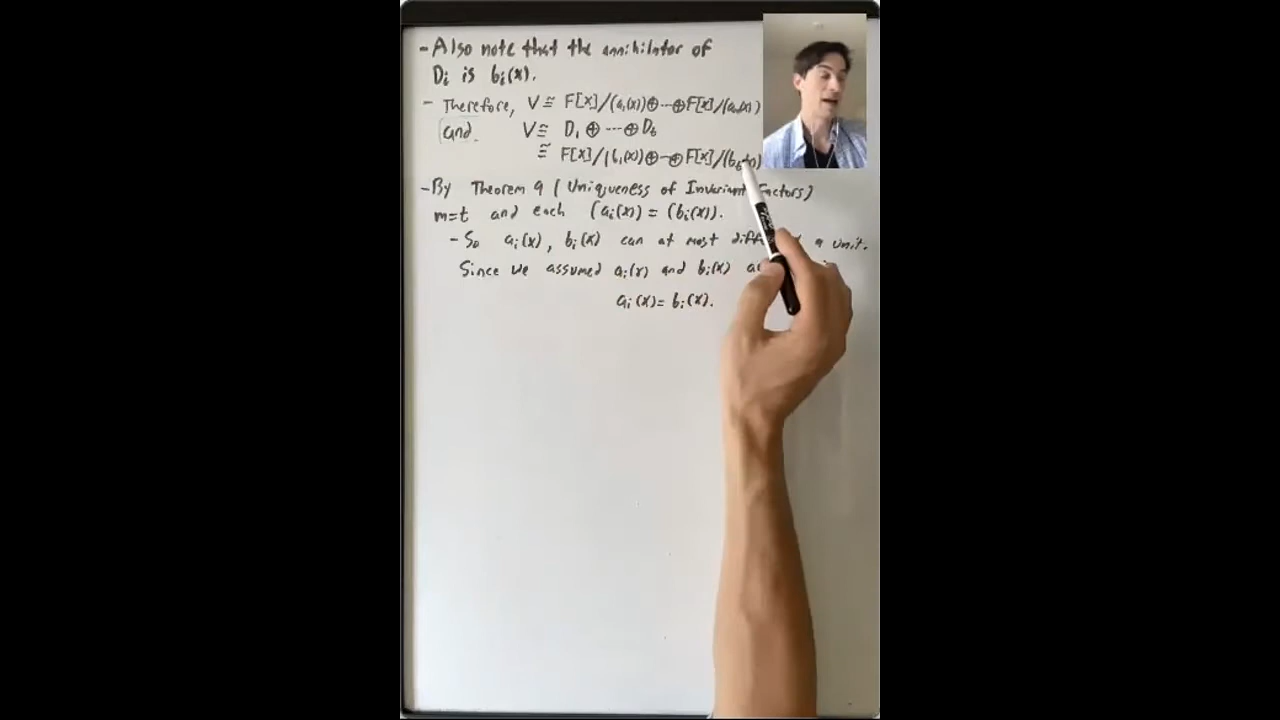 - Also note that the annihilator of
Di is bi(x).
- Therefore, V ≅ F[x]/(a1(x))⊕···⊕F[x]/(am(x))
and V ≅ D1 ⊕ ··· ⊕ Dt
≅ F[x]/(b1(x))⊕···⊕F[x]/(bt(x))
- By Theorem 9 (Uniqueness of Invariant Factors)
m=t and each (ai(x)) = (bi(x)).
- So ai(x), bi(x) can at most a unit.
Since we assumed ai(x) and bi(x)
ai(x) = bi(x).